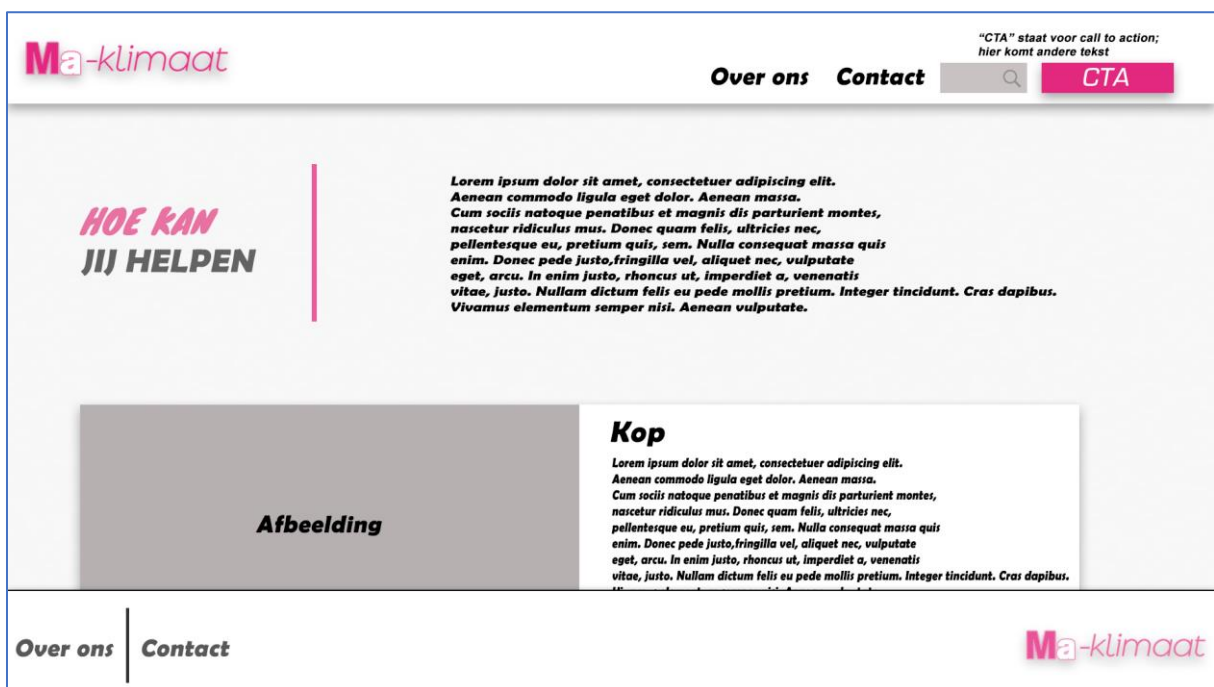 “CTA” staat voor call to action;
hier komt andere tekst
Ma-klimaat
Over ons Contact CTA
HOE KAN
JIJ HELPEN
Lorem ipsum dolor sit amet, consectetuer adipiscing elit.
Aenean commodo ligula eget dolor. Aenean massa.
Cum sociis natoque penatibus et magnis dis parturient montes,
nascetur ridiculus mus. Donec quam felis, ultricies nec,
pellentesque eu, pretium quis, sem. Nulla consequat massa quis
enim. Donec pede justo,fringilla vel, aliquet nec, vulputate
eget, arcu. In enim justo, rhoncus ut, imperdiet a, venenatis
vitae, justo. Nullam dictum felis eu pede mollis pretium. Integer tincidunt. Cras dapibus.
Vivamus elementum semper nisi. Aenean vulputate.
Afbeelding
Kop
Lorem ipsum dolor sit amet, consectetuer adipiscing elit.
Aenean commodo ligula eget dolor. Aenean massa.
Cum sociis natoque penatibus et magnis dis parturient montes,
nascetur ridiculus mus. Donec quam felis, ultricies nec,
pellentesque eu, pretium quis, sem. Nulla consequat massa quis
enim. Donec pede justo,fringilla vel, aliquet nec, vulputate
eget, arcu. In enim justo, rhoncus ut, imperdiet a, venenatis
vitae, justo. Nullam dictum felis eu pede mollis pretium. Integer tincidunt. Cras dapibus.
Over ons Contact
Ma-klimaat